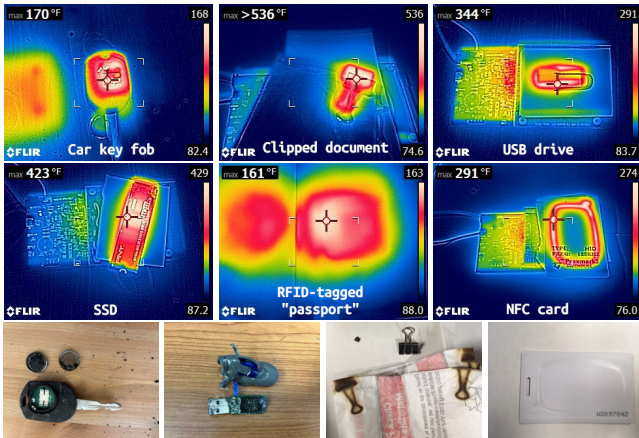 max 170 °F
168
Car key fob
FLIR
82.4
max >536 °F
536
Clipped document
FLIR
74.6
max 344 °F
291
USB drive
FLIR
83.7
max 423 °F
429
PNY
SSD
FLIR
87.2
max 161 °F
163
RFID-tagged
"passport"
FLIR
88.0
max 291 °F
274
NFC card
FLIR
76.0